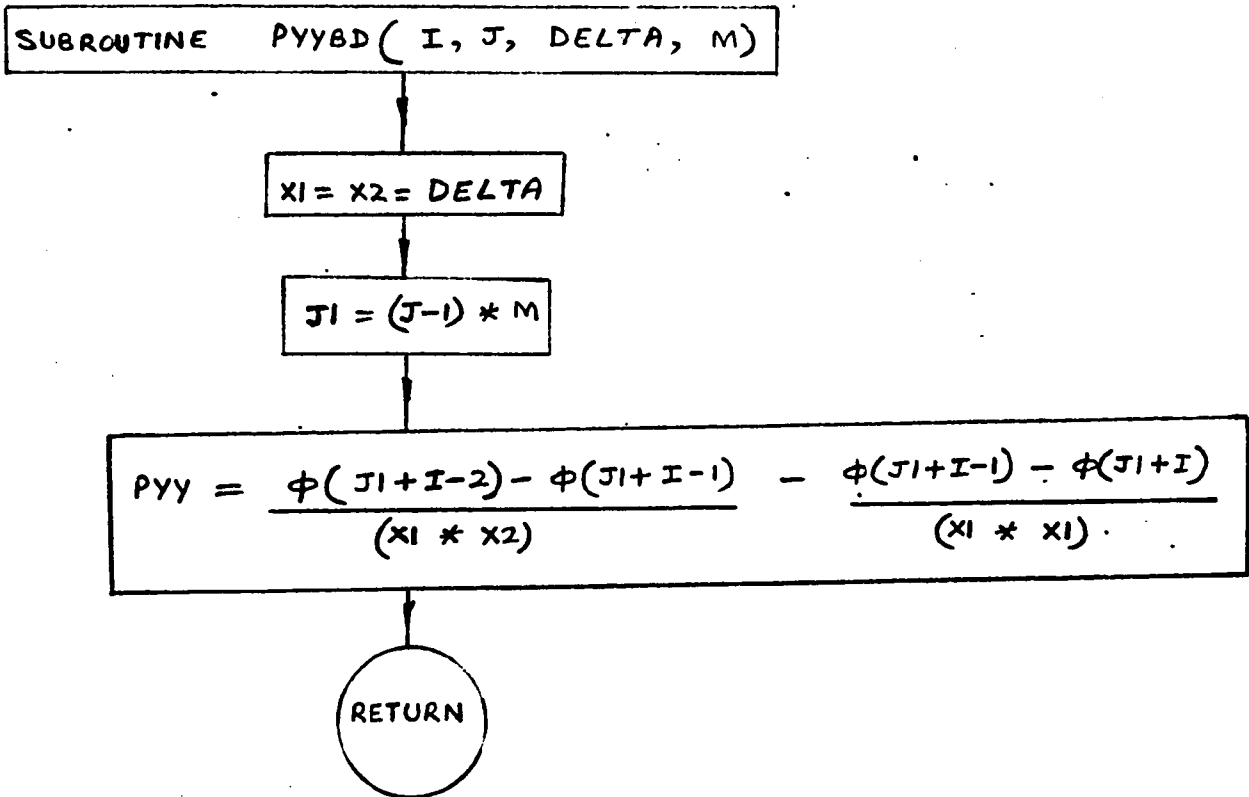 SUBROUTINE PYYBD( I, J, DELTA, M)
X1 = X2 = DELTA
J1 = (J-1) * M
PYY = ϕ(J1+I-2) - ϕ(J1+I-1) / (X1 * X2) - ϕ(J1+I-1) - ϕ(J1+I) / (X1 * X1)
RETURN